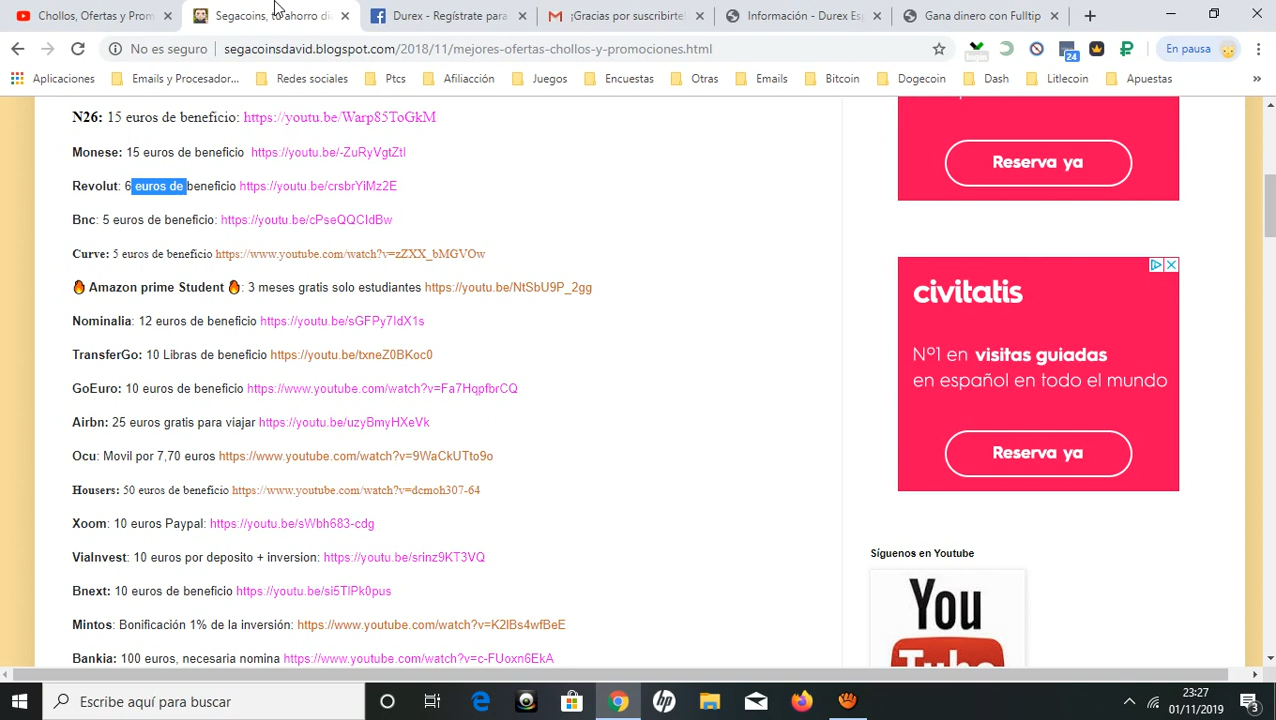 Chollos, Ofertas y Prom
Segacoins, tu ahorro di
Durex - Regístrate para
¡Gracias por suscribirte!
Información - Durex Es
Gana dinero con Fulltip
No es seguro
segacoinsdavid.blogspot.com/2018/11/mejores-ofertas-chollos-y-promociones.html
24
En pausa
Aplicaciones
Emails y Procesador...
Redes sociales
Ptcs
Afiliacción
Juegos
Encuestas
Otros
Emails
Bitcoin
Dogecoin
Dash
Litlecoin
Apuestas
»
N26: 15 euros de beneficio: https://youtu.be/Warp85ToGkM
Monese: 15 euros de beneficio https://youtu.be/-ZuRyVgtZtI
Revolut: 6 euros de beneficio https://youtu.be/crsbrYiMz2E
Bnc: 5 euros de beneficio: https://youtu.be/cPseQQCIdBw
Curve: 5 euros de beneficio https://www.youtube.com/watch?v=zZXX_bMGVOw
🔥 Amazon prime Student 🔥: 3 meses gratis solo estudiantes https://youtu.be/NtSbU9P_2gg
Nominalia: 12 euros de beneficio https://youtu.be/sGFPy7IdX1s
TransferGo: 10 Libras de beneficio https://youtu.be/txneZ0BKoc0
GoEuro: 10 euros de beneficio https://www.youtube.com/watch?v=Fa7HqpfbrCQ
Airbn: 25 euros gratis para viajar https://youtu.be/uzyBmyHXeVk
Ocu: Movil por 7,70 euros https://www.youtube.com/watch?v=9WaCkUTto9o
Housers: 50 euros de beneficio https://www.youtube.com/watch?v=dcmoh307-64
Xoom: 10 euros Paypal: https://youtu.be/sWbh683-cdg
ViaInvest: 10 euros por deposito + inversion: https://youtu.be/srinz9KT3VQ
Bnext: 10 euros de beneficio https://youtu.be/si5TlPk0pus
Mintos: Bonificación 1% de la inversión: https://www.youtube.com/watch?v=K2lBs4wfBeE
Bankia: 100 euros, necesaria nomina https://www.youtube.com/watch?v=c-FUoxn6EkA
Reserva ya
civitatis
Nº1 en visitas guiadas
en español en todo el mundo
Reserva ya
Síguenos en Youtube
You
Tube
Escribe aquí para buscar
23:27
01/11/2019
3